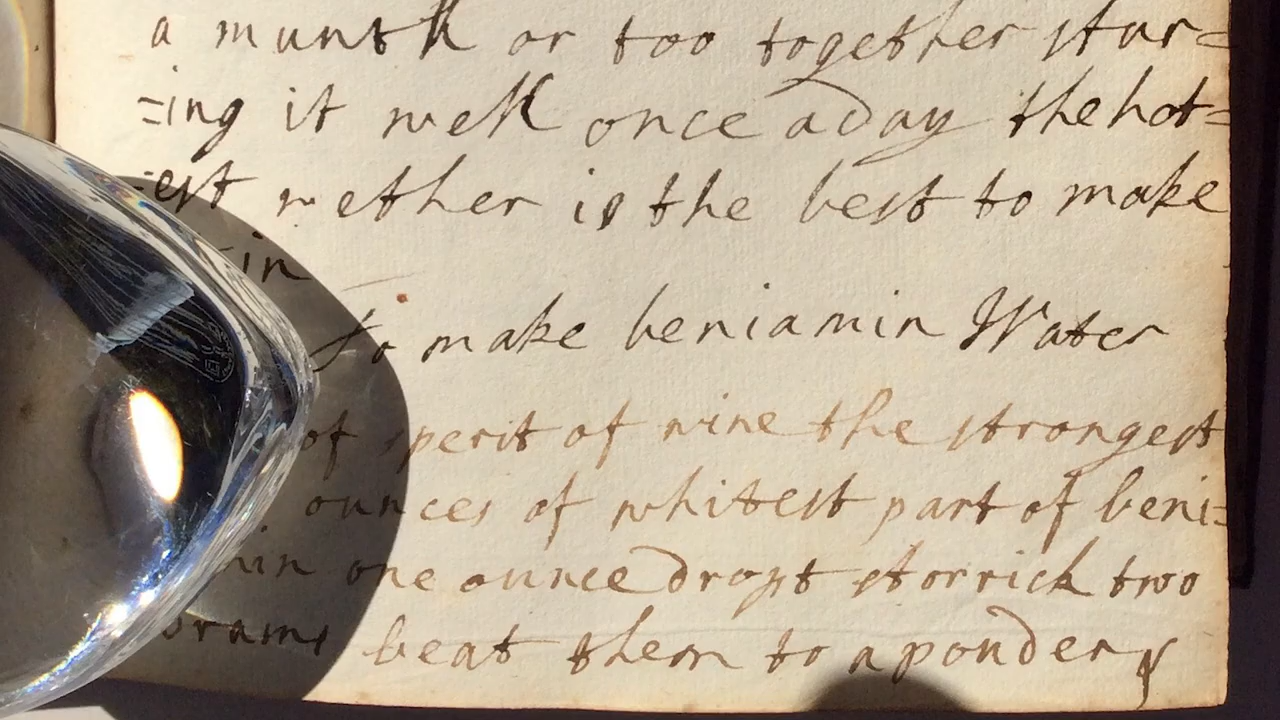 a munth or too together stur=
=ing it well once a day the hot=
=est wether is the best to make
in
To make beniamin Water
of sperit of wine the strongest
ounces of whitest part of beni=
min one ounce dropt storrick two
drams beat them to a ponder